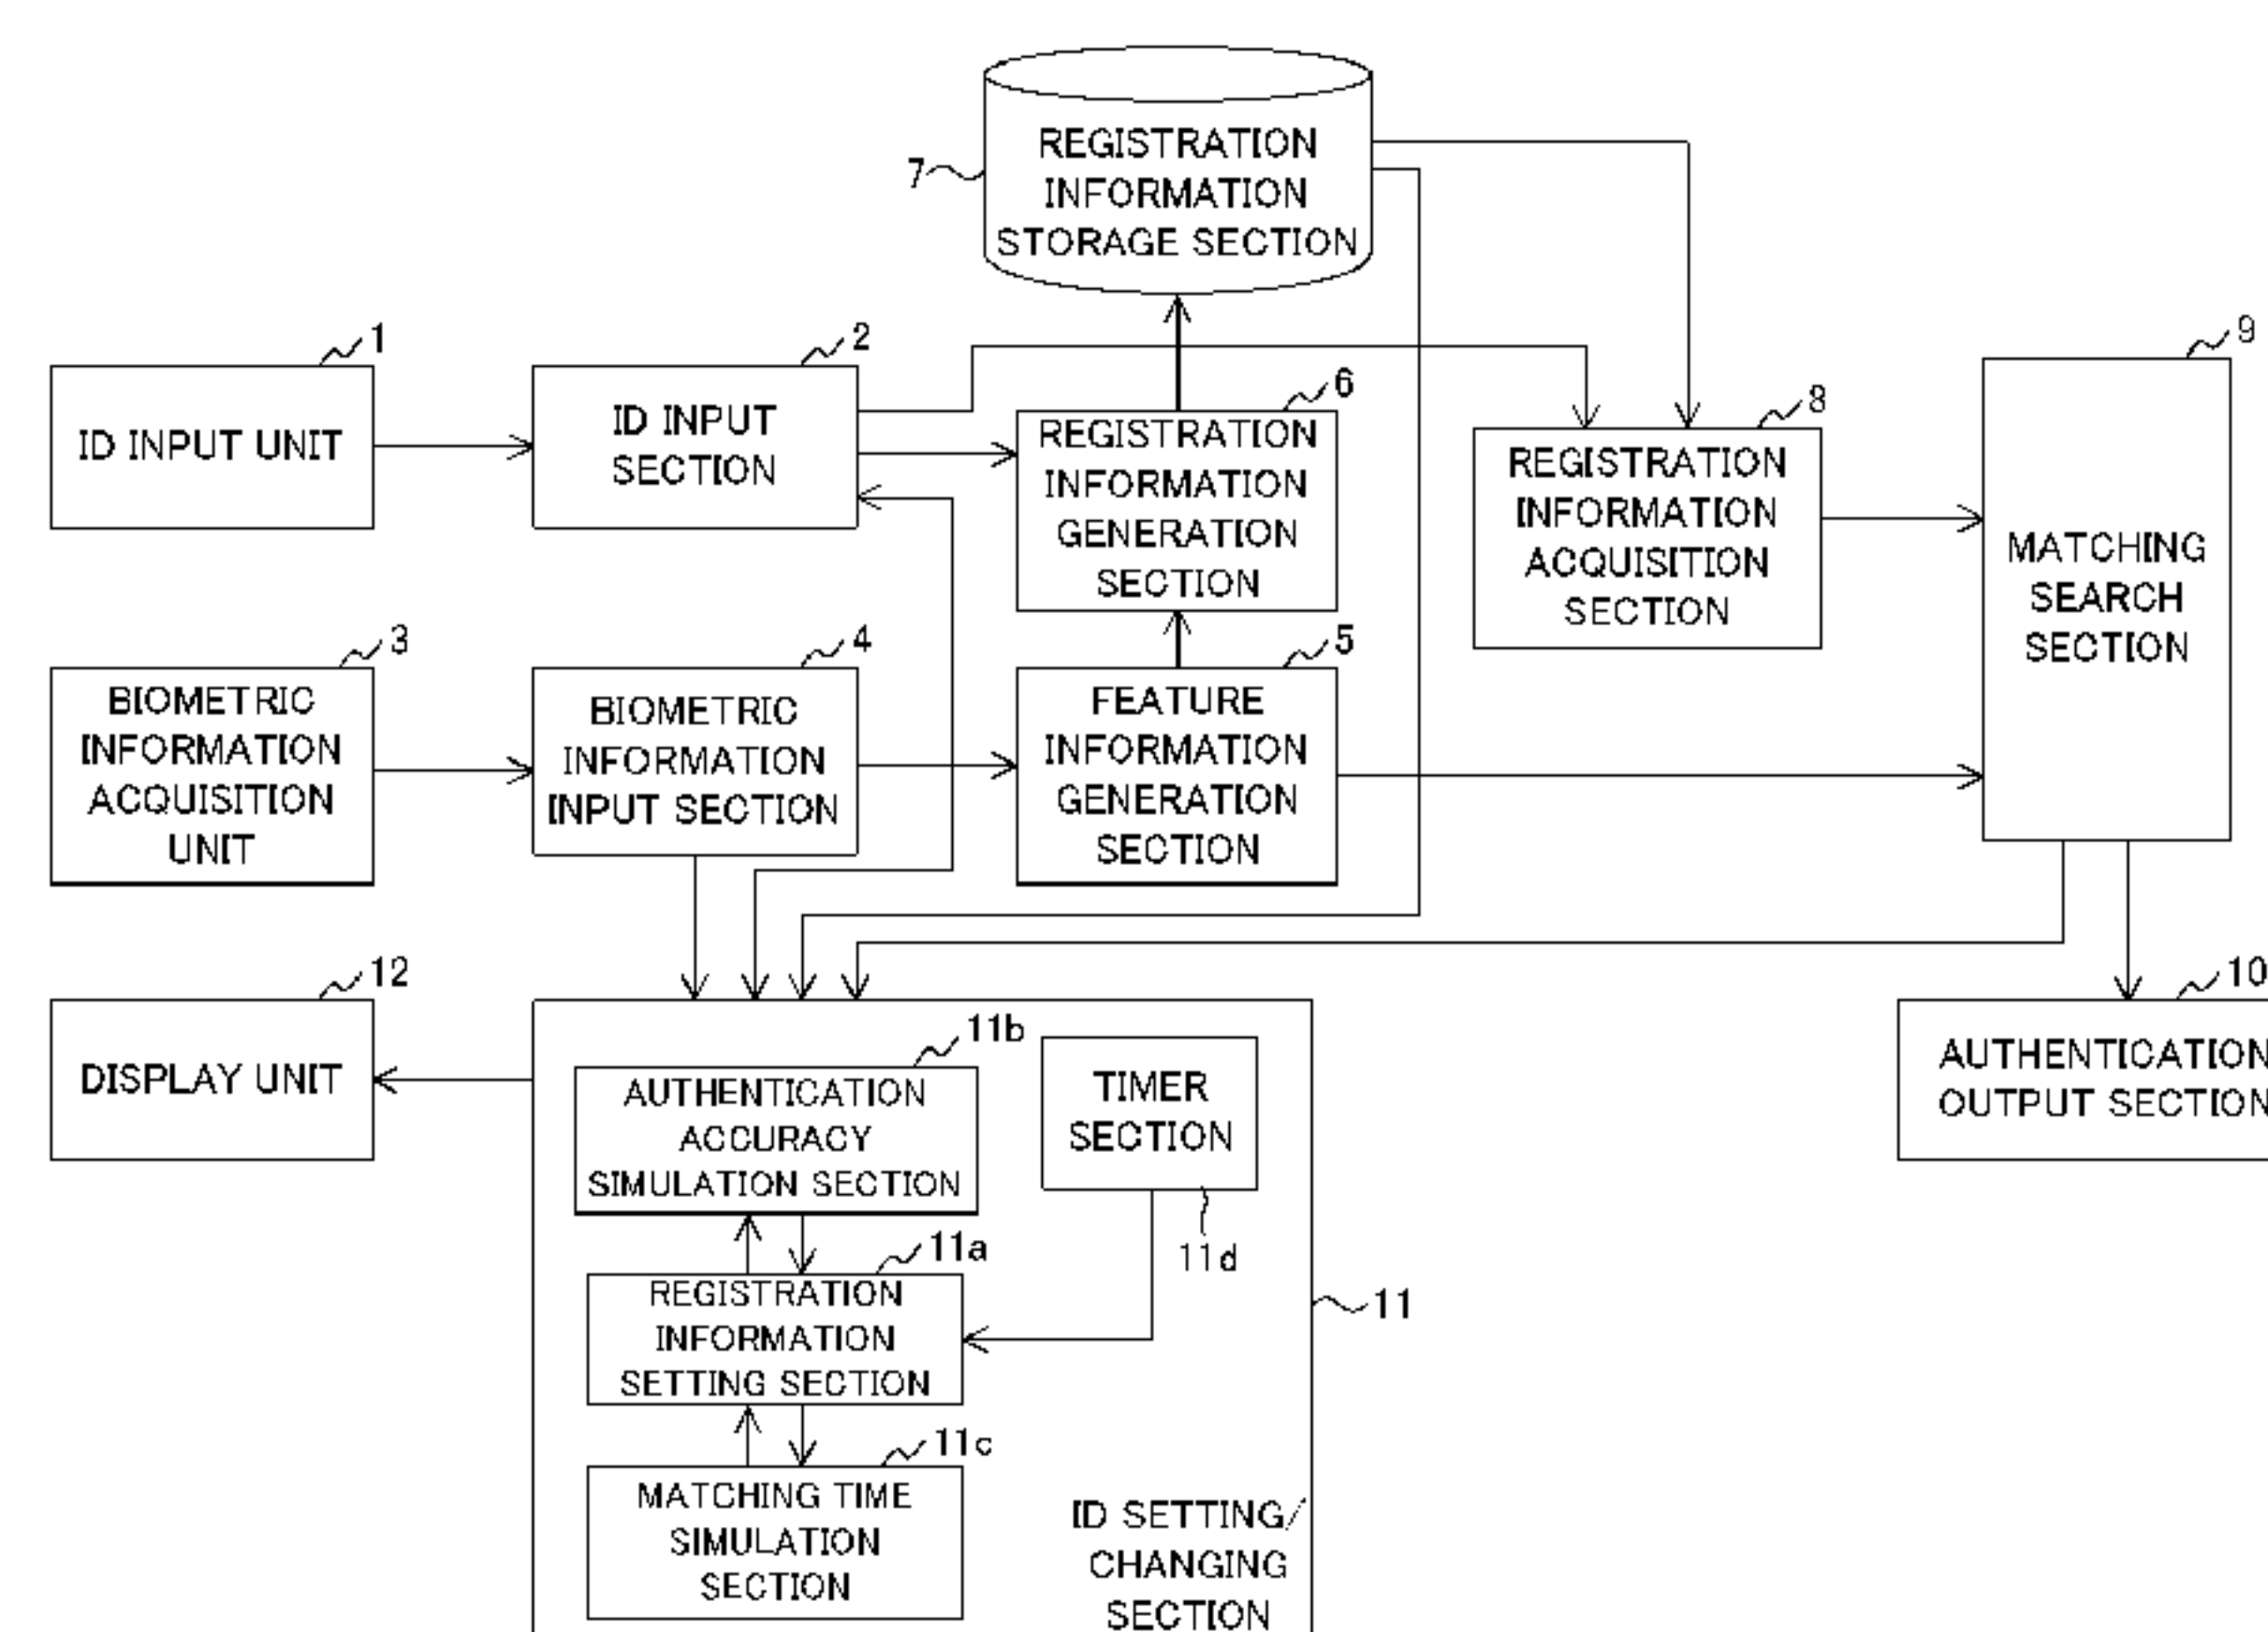 REGISTRATION
INFORMATION
STORAGE SECTION
7
1
ID INPUT UNIT
2
ID INPUT
SECTION
6
REGISTRATION
INFORMATION
GENERATION
SECTION
8
REGISTRATION
INFORMATION
ACQUISITION
SECTION
9
MATCHING
SEARCH
SECTION
3
BIOMETRIC
INFORMATION
ACQUISITION
UNIT
4
BIOMETRIC
INFORMATION
INPUT SECTION
5
FEATURE
INFORMATION
GENERATION
SECTION
12
DISPLAY UNIT
10
AUTHENTICATION
OUTPUT SECTION
11b
AUTHENTICATION
ACCURACY
SIMULATION SECTION
TIMER
SECTION
11d
11a
REGISTRATION
INFORMATION
SETTING SECTION
11
11c
MATCHING TIME
SIMULATION
SECTION
ID SETTING/
CHANGING
SECTION